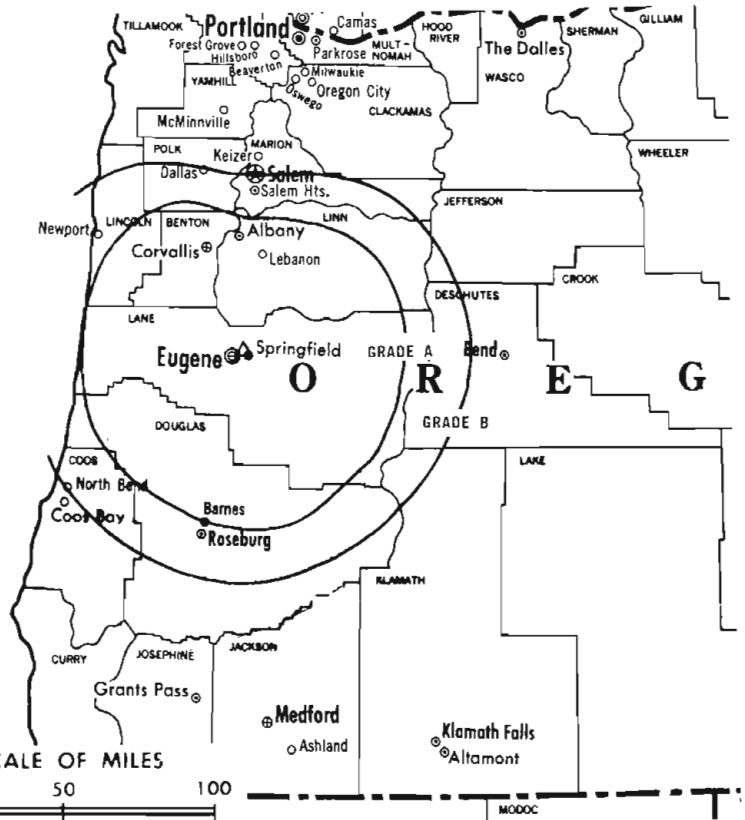 TILLAMOOK
Portland
Camas
HOOD RIVER
SHERMAN
GILLIAM
Forest Grove
Hillsboro
Beaverton
Parkrose
MULT-
NOMAH
The Dalles
YAMHILL
Milwaukie
Oswego
Oregon City
WASCO
CLACKAMAS
McMinnville
MARION
POLK
Keizer
WHEELER
Dallas
Salem
Salem Hts.
JEFFERSON
LINCOLN
BENTON
LINN
Newport
Albany
Corvallis
Lebanon
CROOK
DESCHUTES
LANE
Eugene
Springfield
GRADE A
Bend
O R E G
DOUGLAS
GRADE B
COOS
LAKE
North Bend
Coos Bay
Barnes
Roseburg
KLAMATH
CURRY
JOSEPHINE
JACKSON
Grants Pass
Medford
Klamath Falls
Ashland
Altamont
CALE OF MILES
50 100
MODOC